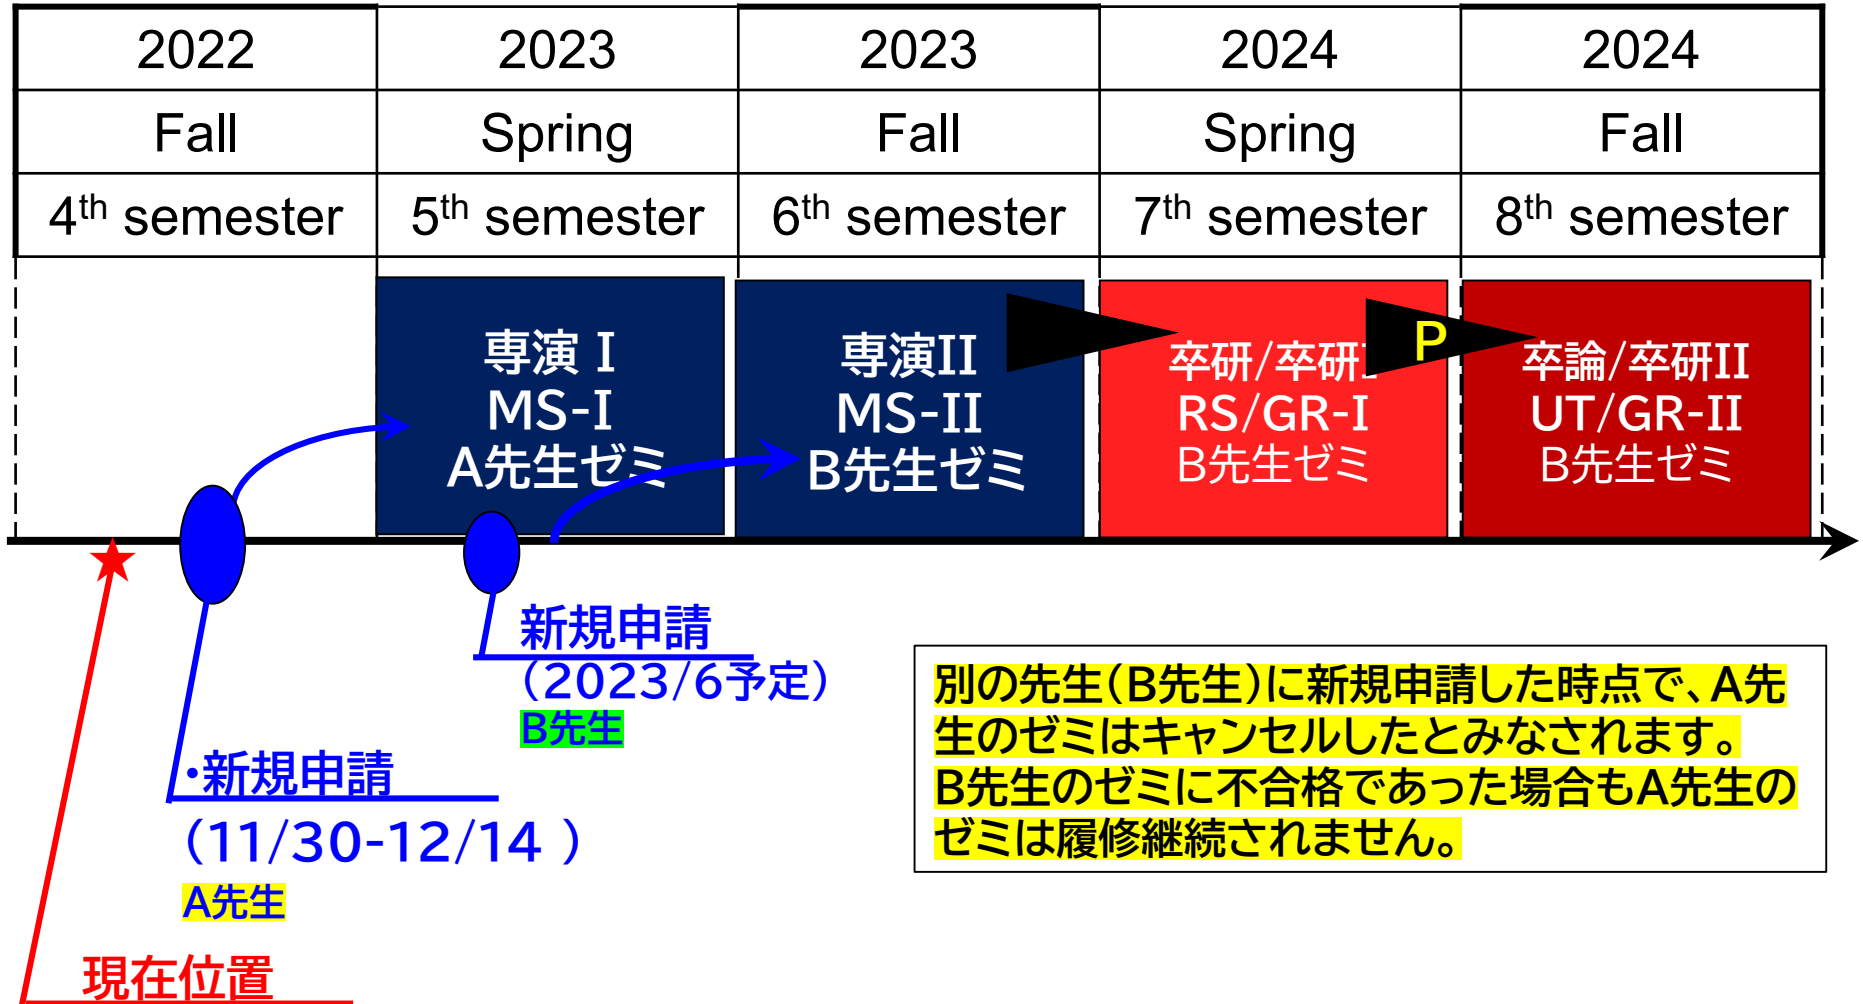 2022 2023 2023 2024 2024
Fall Spring Fall Spring Fall
4th semester 5th semester 6th semester 7th semester 8th semester
専演 I
MS-I
A先生ゼミ
専演II
MS-II
B先生ゼミ
卒研/卒研I
RS/GR-I
B先生ゼミ
P
卒論/卒研II
UT/GR-II
B先生ゼミ
新規申請
(2023/6予定)
B先生
・新規申請
(11/30-12/14 )
A先生
現在位置
別の先生(B先生)に新規申請した時点で、A先
生のゼミはキャンセルしたとみなされます。
B先生のゼミに不合格であった場合もA先生の
ゼミは履修継続されません。